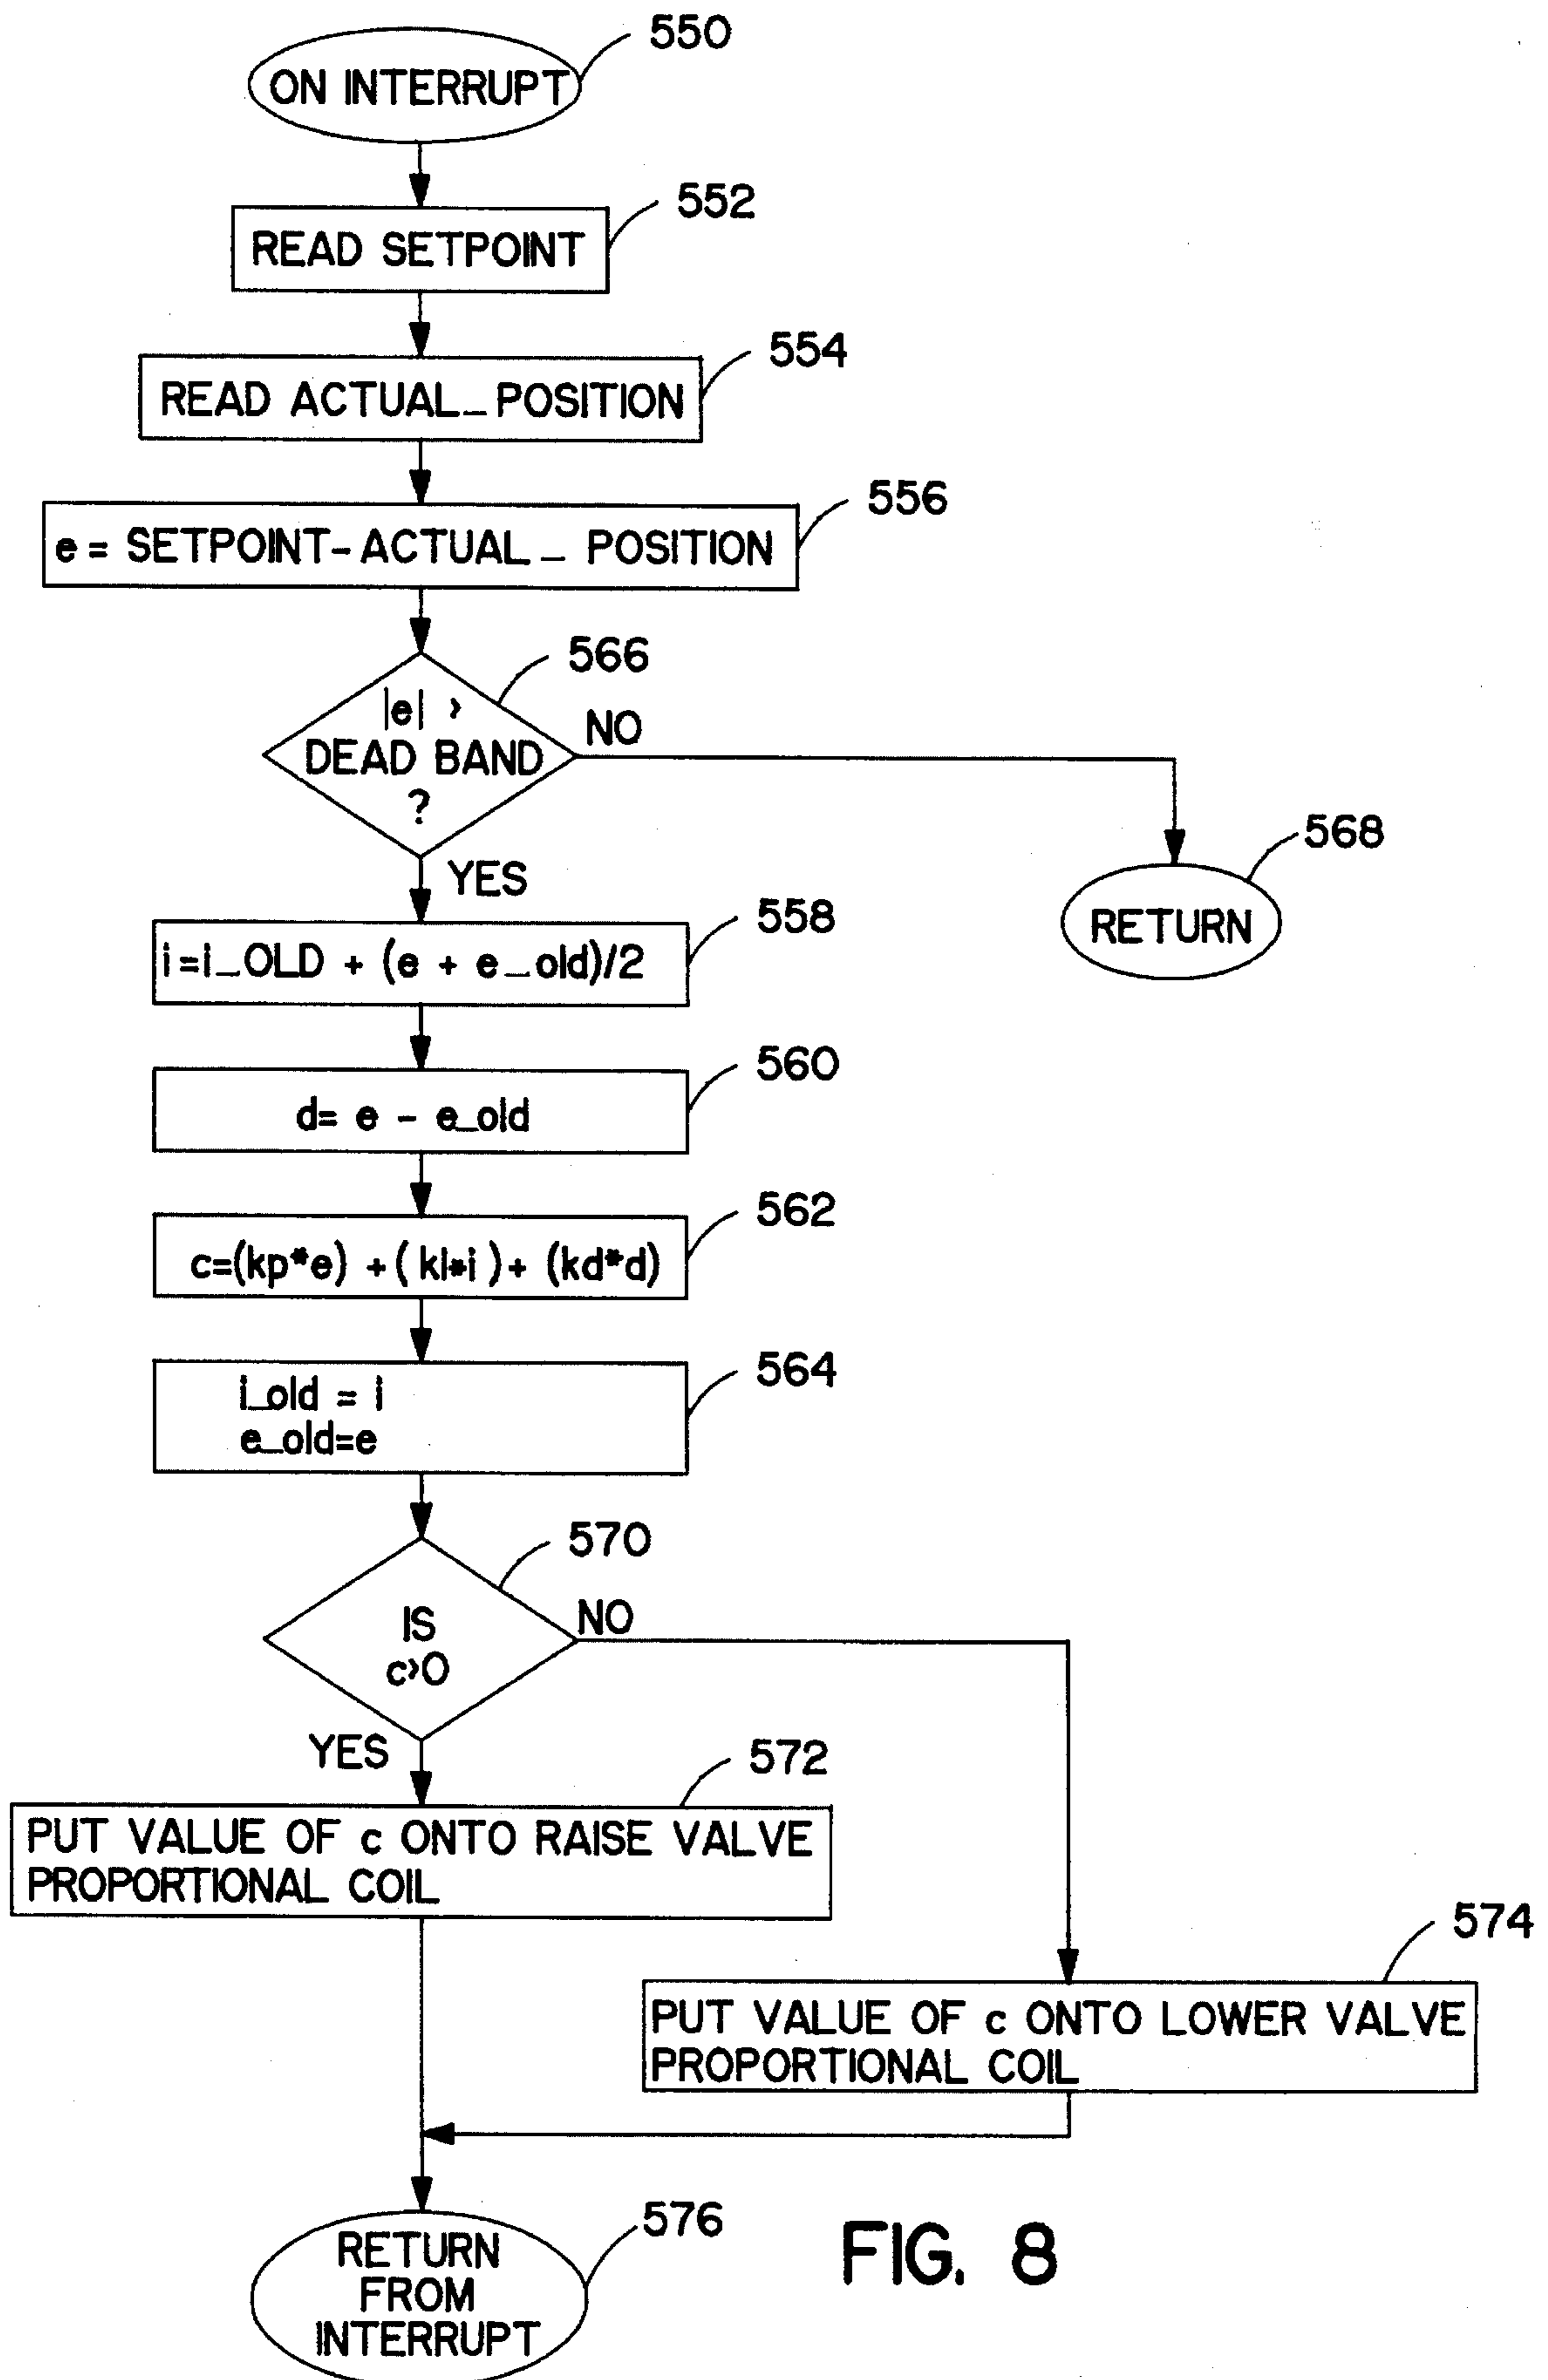 550
ON INTERRUPT
552
READ SETPOINT
554
READ ACTUAL_POSITION
556
e = SETPOINT-ACTUAL_ POSITION
566
|e| >
DEAD BAND
?
NO
YES
568
RETURN
558
i=i_OLD + (e + e_old)/2
560
d= e - e_old
562
c=(kp*e) +(ki*i)+ (kd*d)
564
i_old = i
e_old=e
570
IS
c>0
NO
YES
572
PUT VALUE OF c ONTO RAISE VALVE
PROPORTIONAL COIL
574
PUT VALUE OF c ONTO LOWER VALVE
PROPORTIONAL COIL
576
RETURN
FROM
INTERRUPT
FIG. 8